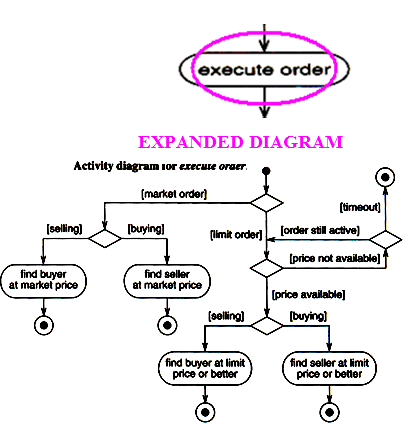 execute order
EXPANDED DIAGRAM
Activity diagram for execute order.
[market order]
[timeout]
[selling]
[buying]
[limit order]
[order still active]
[price not available]
find buyer
at market price
find seller
at market price
[price available]
[selling]
[buying]
find buyer at limit
price or better
find seller at limit
price or better